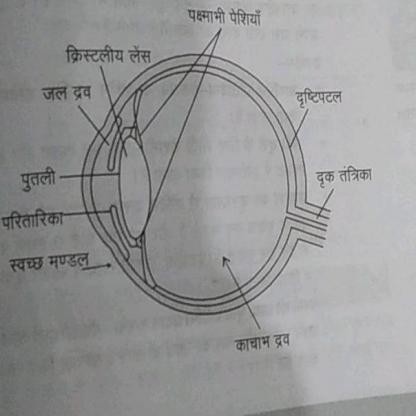 पक्ष्माभी पेशियाँ
क्रिस्टलीय लेंस
जल द्रव
दृष्टिपटल
पुतली
दृक तंत्रिका
परितारिका
स्वच्छ मण्डल
काचाभ द्रव